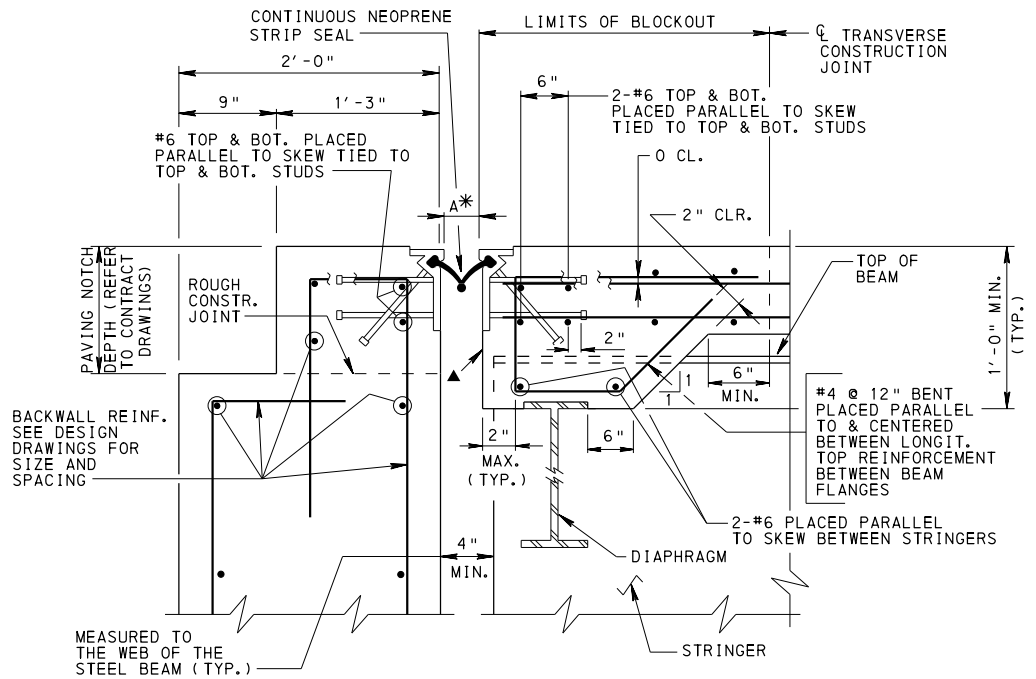 CONTINUOUS NEOPRENE
STRIP SEAL
LIMITS OF BLOCKOUT
℄ TRANSVERSE
CONSTRUCTION
JOINT
2'-0"
9"
1'-3"
6"
2-#6 TOP & BOT.
PLACED PARALLEL TO SKEW
TIED TO TOP & BOT. STUDS
#6 TOP & BOT. PLACED
PARALLEL TO SKEW TIED TO
TOP & BOT. STUDS
0 CL.
A*
2" CLR.
PAVING NOTCH
DEPTH (REFER
TO CONTRACT
DRAWINGS)
ROUGH
CONSTR.
JOINT
TOP OF
BEAM
1'-0" MIN.
(TYP.)
2"
▲
1
1
6"
MIN.
#4 @ 12" BENT
PLACED PARALLEL
TO & CENTERED
BETWEEN LONGIT.
TOP REINFORCEMENT
BETWEEN BEAM
FLANGES
BACKWALL REINF.
SEE DESIGN
DRAWINGS FOR
SIZE AND
SPACING
2"
MAX.
(TYP.)
6"
2-#6 PLACED PARALLEL
TO SKEW BETWEEN STRINGERS
4"
MIN.
DIAPHRAGM
MEASURED TO
THE WEB OF THE
STEEL BEAM (TYP.)
STRINGER